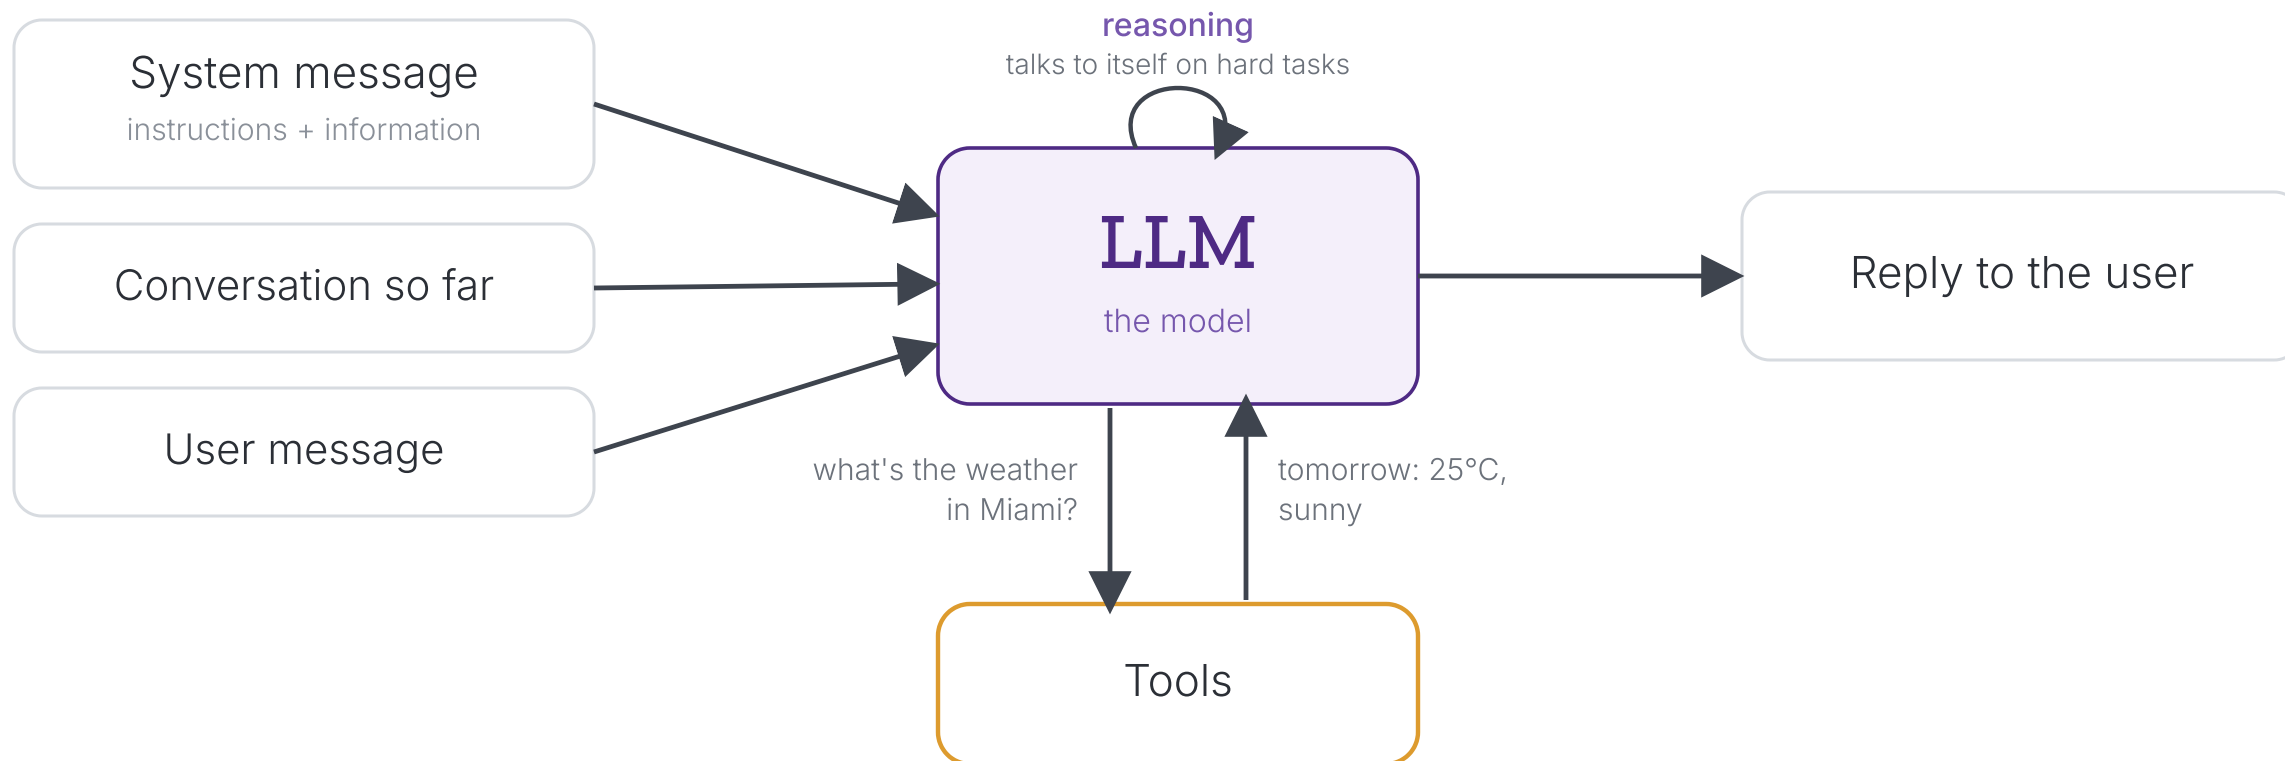 reasoning
talks to itself on hard tasks
System message
instructions + information
Conversation so far
User message
LLM
the model
Reply to the user
what's the weather
in Miami?
tomorrow: 25°C,
sunny
Tools